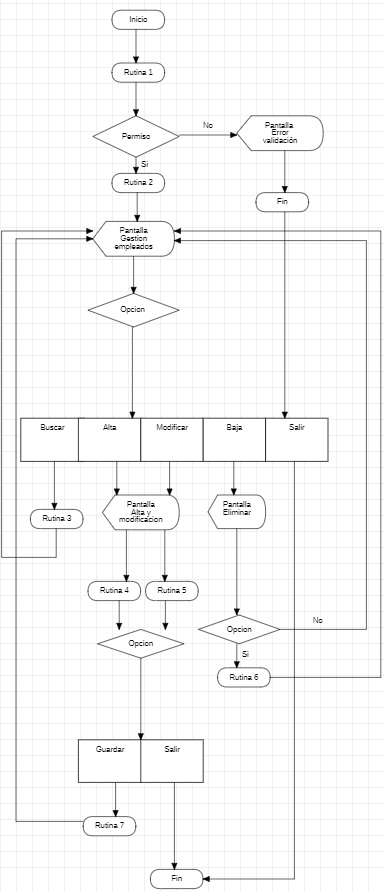 Inicio
Rutina 1
Permiso
No
Pantalla
Error
validación
Si
Rutina 2
Fin
Pantalla
Gestion
empleados
Opcion
Buscar
Alta
Modificar
Baja
Salir
Pantalla
Alta y
modificacion
Pantalla
Eliminar
Rutina 3
Rutina 4
Rutina 5
Opcion
Opcion
No
Si
Rutina 6
Guardar
Salir
Rutina 7
Fin